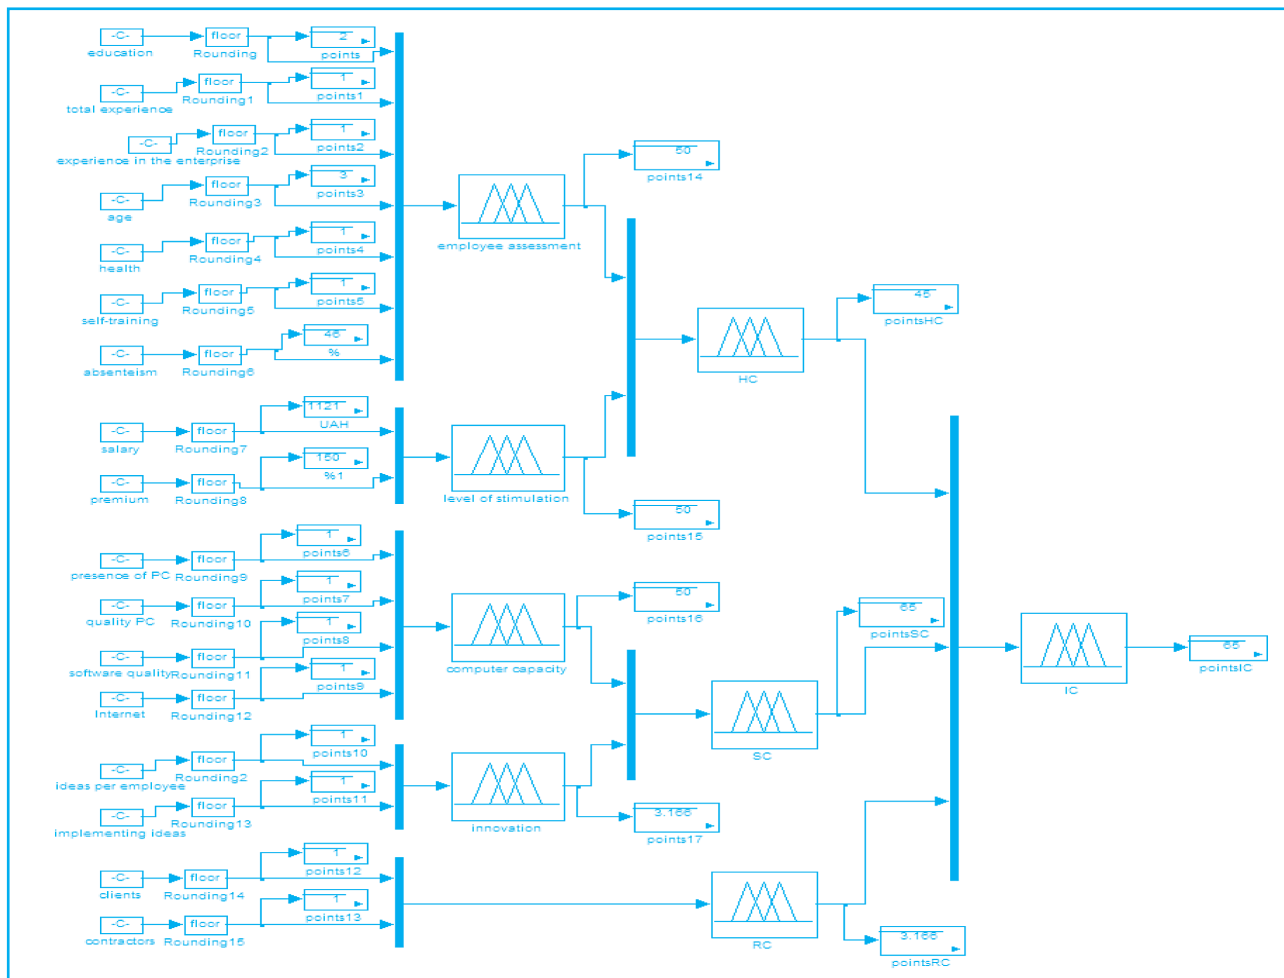 -C-
education
floor
Rounding
2
points
-C-
total experience
floor
Rounding1
1
points1
-C-
experience in the enterprise
floor
Rounding2
1
points2
-C-
age
floor
Rounding3
3
points3
-C-
health
floor
Rounding4
1
points4
-C-
self-training
floor
Rounding5
1
points5
-C-
absenteism
floor
Rounding6
46
%
employee assessment
50
points14
-C-
salary
floor
Rounding7
1121
UAH
-C-
premium
floor
Rounding8
150
%1
level of stimulation
50
points15
HC
45
pointsHC
-C-
presence of PC
floor
Rounding9
1
points6
-C-
quality PC
floor
Rounding10
1
points7
-C-
software quality
floor
Rounding11
1
points8
-C-
Internet
floor
Rounding12
1
points9
computer capacity
50
points16
-C-
ideas per employee
floor
Rounding2
1
points10
-C-
implementing ideas
floor
Rounding13
1
points11
innovation
3.166
points17
SC
65
pointsSC
-C-
clients
floor
Rounding14
1
points12
-C-
contractors
floor
Rounding15
1
points13
RC
3.166
pointsRC
IC
65
pointsIC